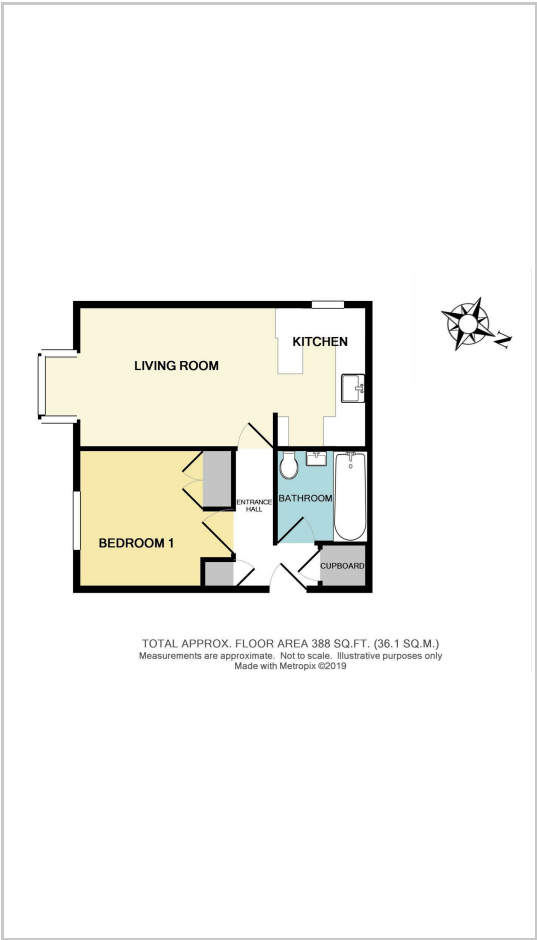 KITCHEN
LIVING ROOM
N
ENTRANCE
HALL
BATHROOM
BEDROOM 1
CUPBOARD
TOTAL APPROX. FLOOR AREA 388 SQ.FT. (36.1 SQ.M.)
Measurements are approximate. Not to scale. Illustrative purposes only
Made with Metropix ©2019